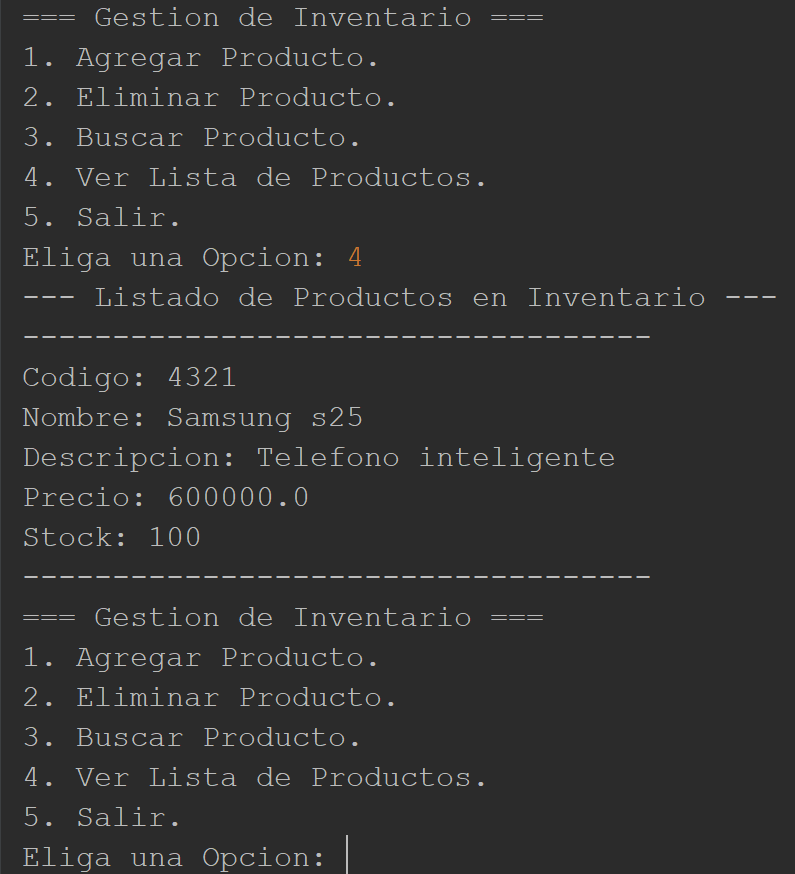 === Gestion de Inventario ===
1. Agregar Producto.
2. Eliminar Producto.
3. Buscar Producto.
4. Ver Lista de Productos.
5. Salir.
Eliga una Opcion: 4
--- Listado de Productos en Inventario ---
-----------------------------------
Codigo: 4321
Nombre: Samsung s25
Descripcion: Telefono inteligente
Precio: 600000.0
Stock: 100
-----------------------------------
=== Gestion de Inventario ===
1. Agregar Producto.
2. Eliminar Producto.
3. Buscar Producto.
4. Ver Lista de Productos.
5. Salir.
Eliga una Opcion: